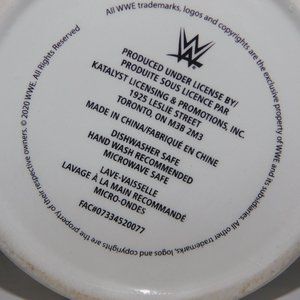 All WWE trademarks, logos and copyrights are the exclusive property of WWE and its subsidiaries. All other trademarks, logos and copyrights are the property of their respective owners. © 2020 WWE. All Rights Reserved
W
PRODUCED UNDER LICENSE BY/
PRODUITE SOUS LICENCE PAR
KATALYST LICENSING & PROMOTIONS, INC.
1925 LESLIE STREET
TORONTO, ON M3B 2M3
MADE IN CHINA/FABRIQUÉ EN CHINE
DISHWASHER SAFE
HAND WASH RECOMMENDED
MICROWAVE SAFE
LAVE-VAISSELLE
LAVAGE À LA MAIN RECOMMANDÉ
MICRO-ONDES
FAC#07334520077